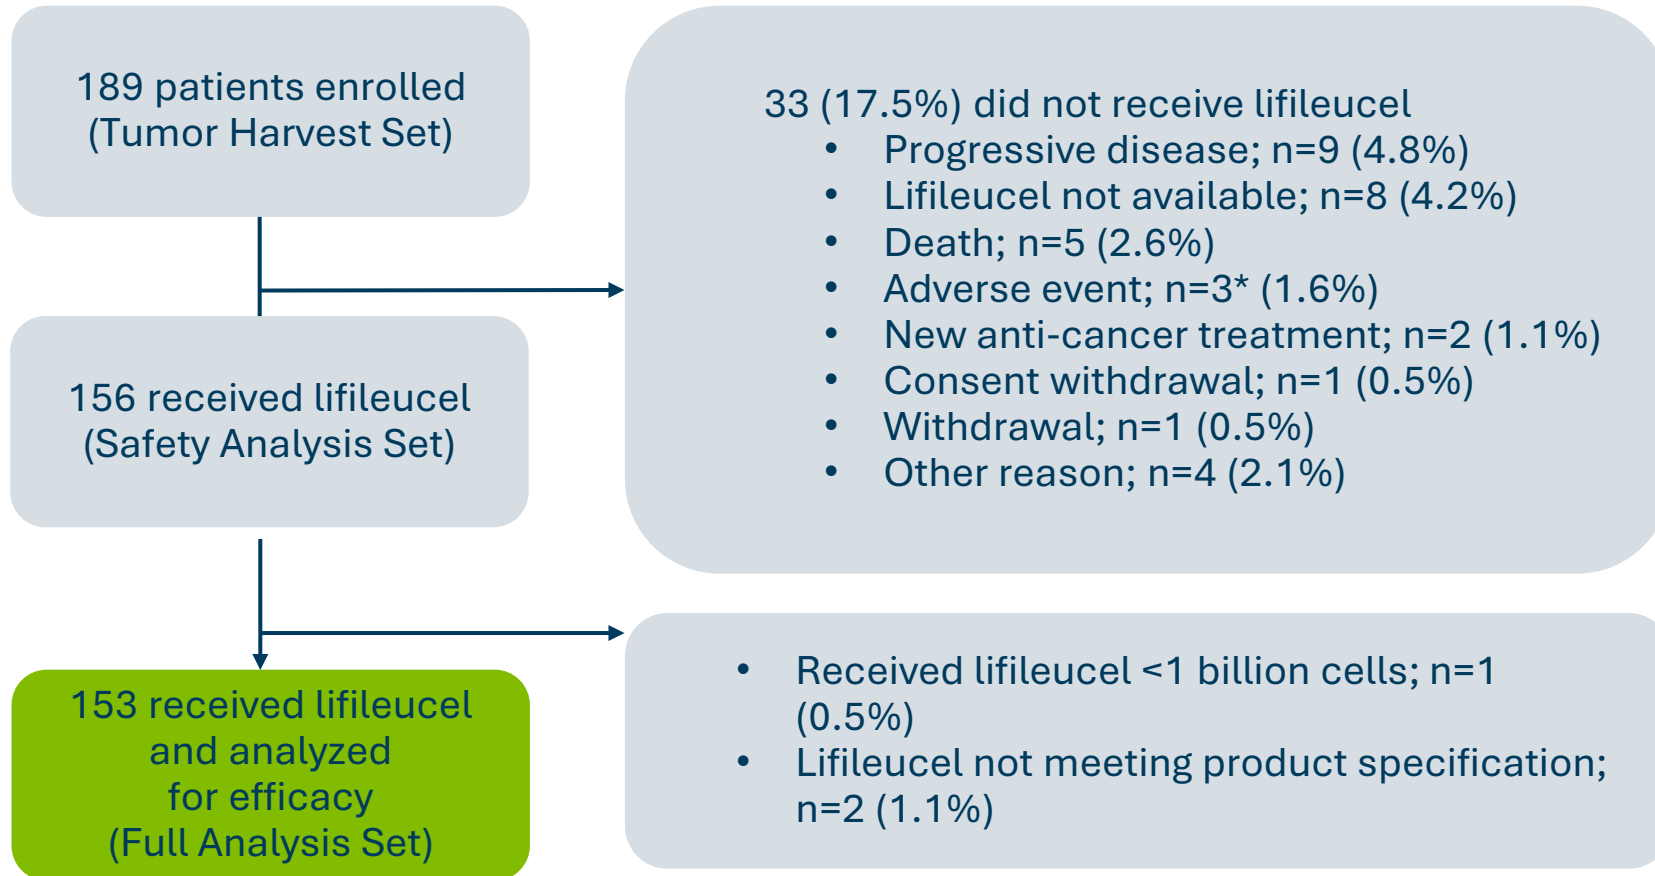 189 patients enrolled
(Tumor Harvest Set)
33 (17.5%) did not receive lifileucel
• Progressive disease; n=9 (4.8%)
• Lifileucel not available; n=8 (4.2%)
• Death; n=5 (2.6%)
• Adverse event; n=3* (1.6%)
• New anti-cancer treatment; n=2 (1.1%)
• Consent withdrawal; n=1 (0.5%)
• Withdrawal; n=1 (0.5%)
• Other reason; n=4 (2.1%)
156 received lifileucel
(Safety Analysis Set)
• Received lifileucel <1 billion cells; n=1
(0.5%)
• Lifileucel not meeting product specification;
n=2 (1.1%)
153 received lifileucel
and analyzed
for efficacy
(Full Analysis Set)